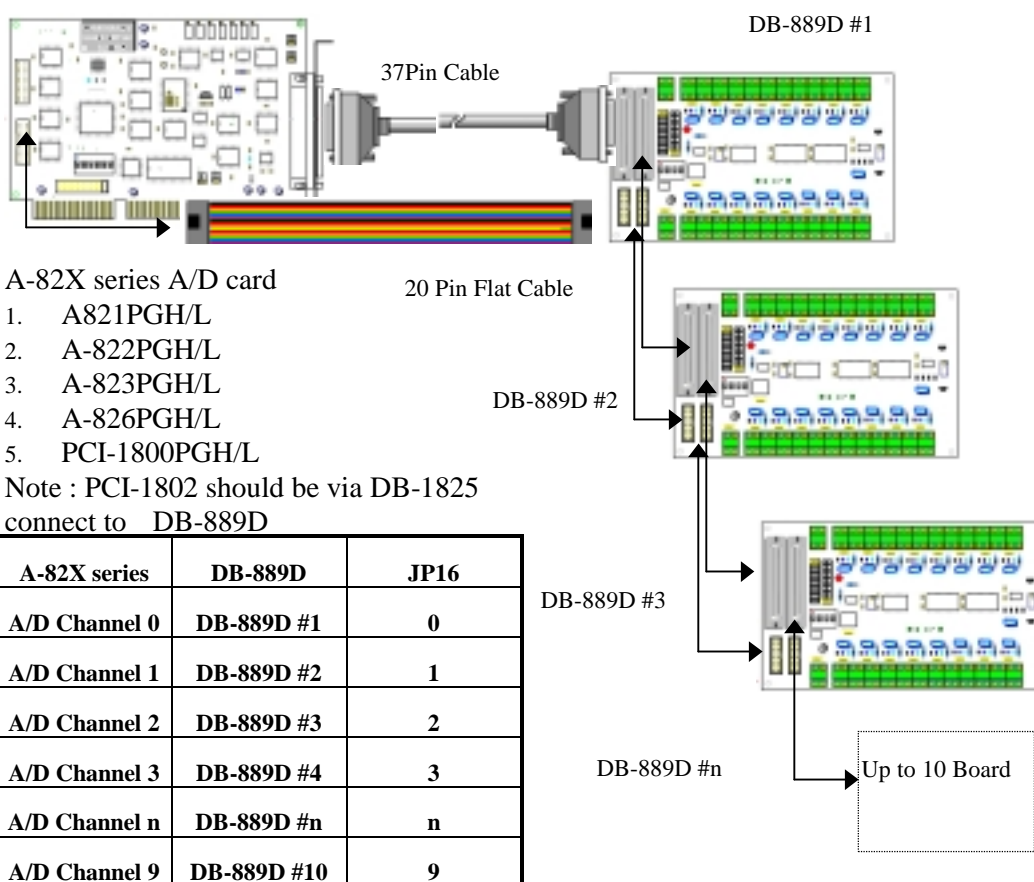 DB-889D #1
37Pin Cable
A-82X series A/D card
1. A821PGH/L
2. A-822PGH/L
3. A-823PGH/L
4. A-826PGH/L
5. PCI-1800PGH/L
Note : PCI-1802 should be via DB-1825
connect to DB-889D
20 Pin Flat Cable
DB-889D #2
DB-889D #3
DB-889D #n
Up to 10 Board
A-82X series DB-889D JP16
A/D Channel 0 DB-889D #1 0
A/D Channel 1 DB-889D #2 1
A/D Channel 2 DB-889D #3 2
A/D Channel 3 DB-889D #4 3
A/D Channel n DB-889D #n n
A/D Channel 9 DB-889D #10 9